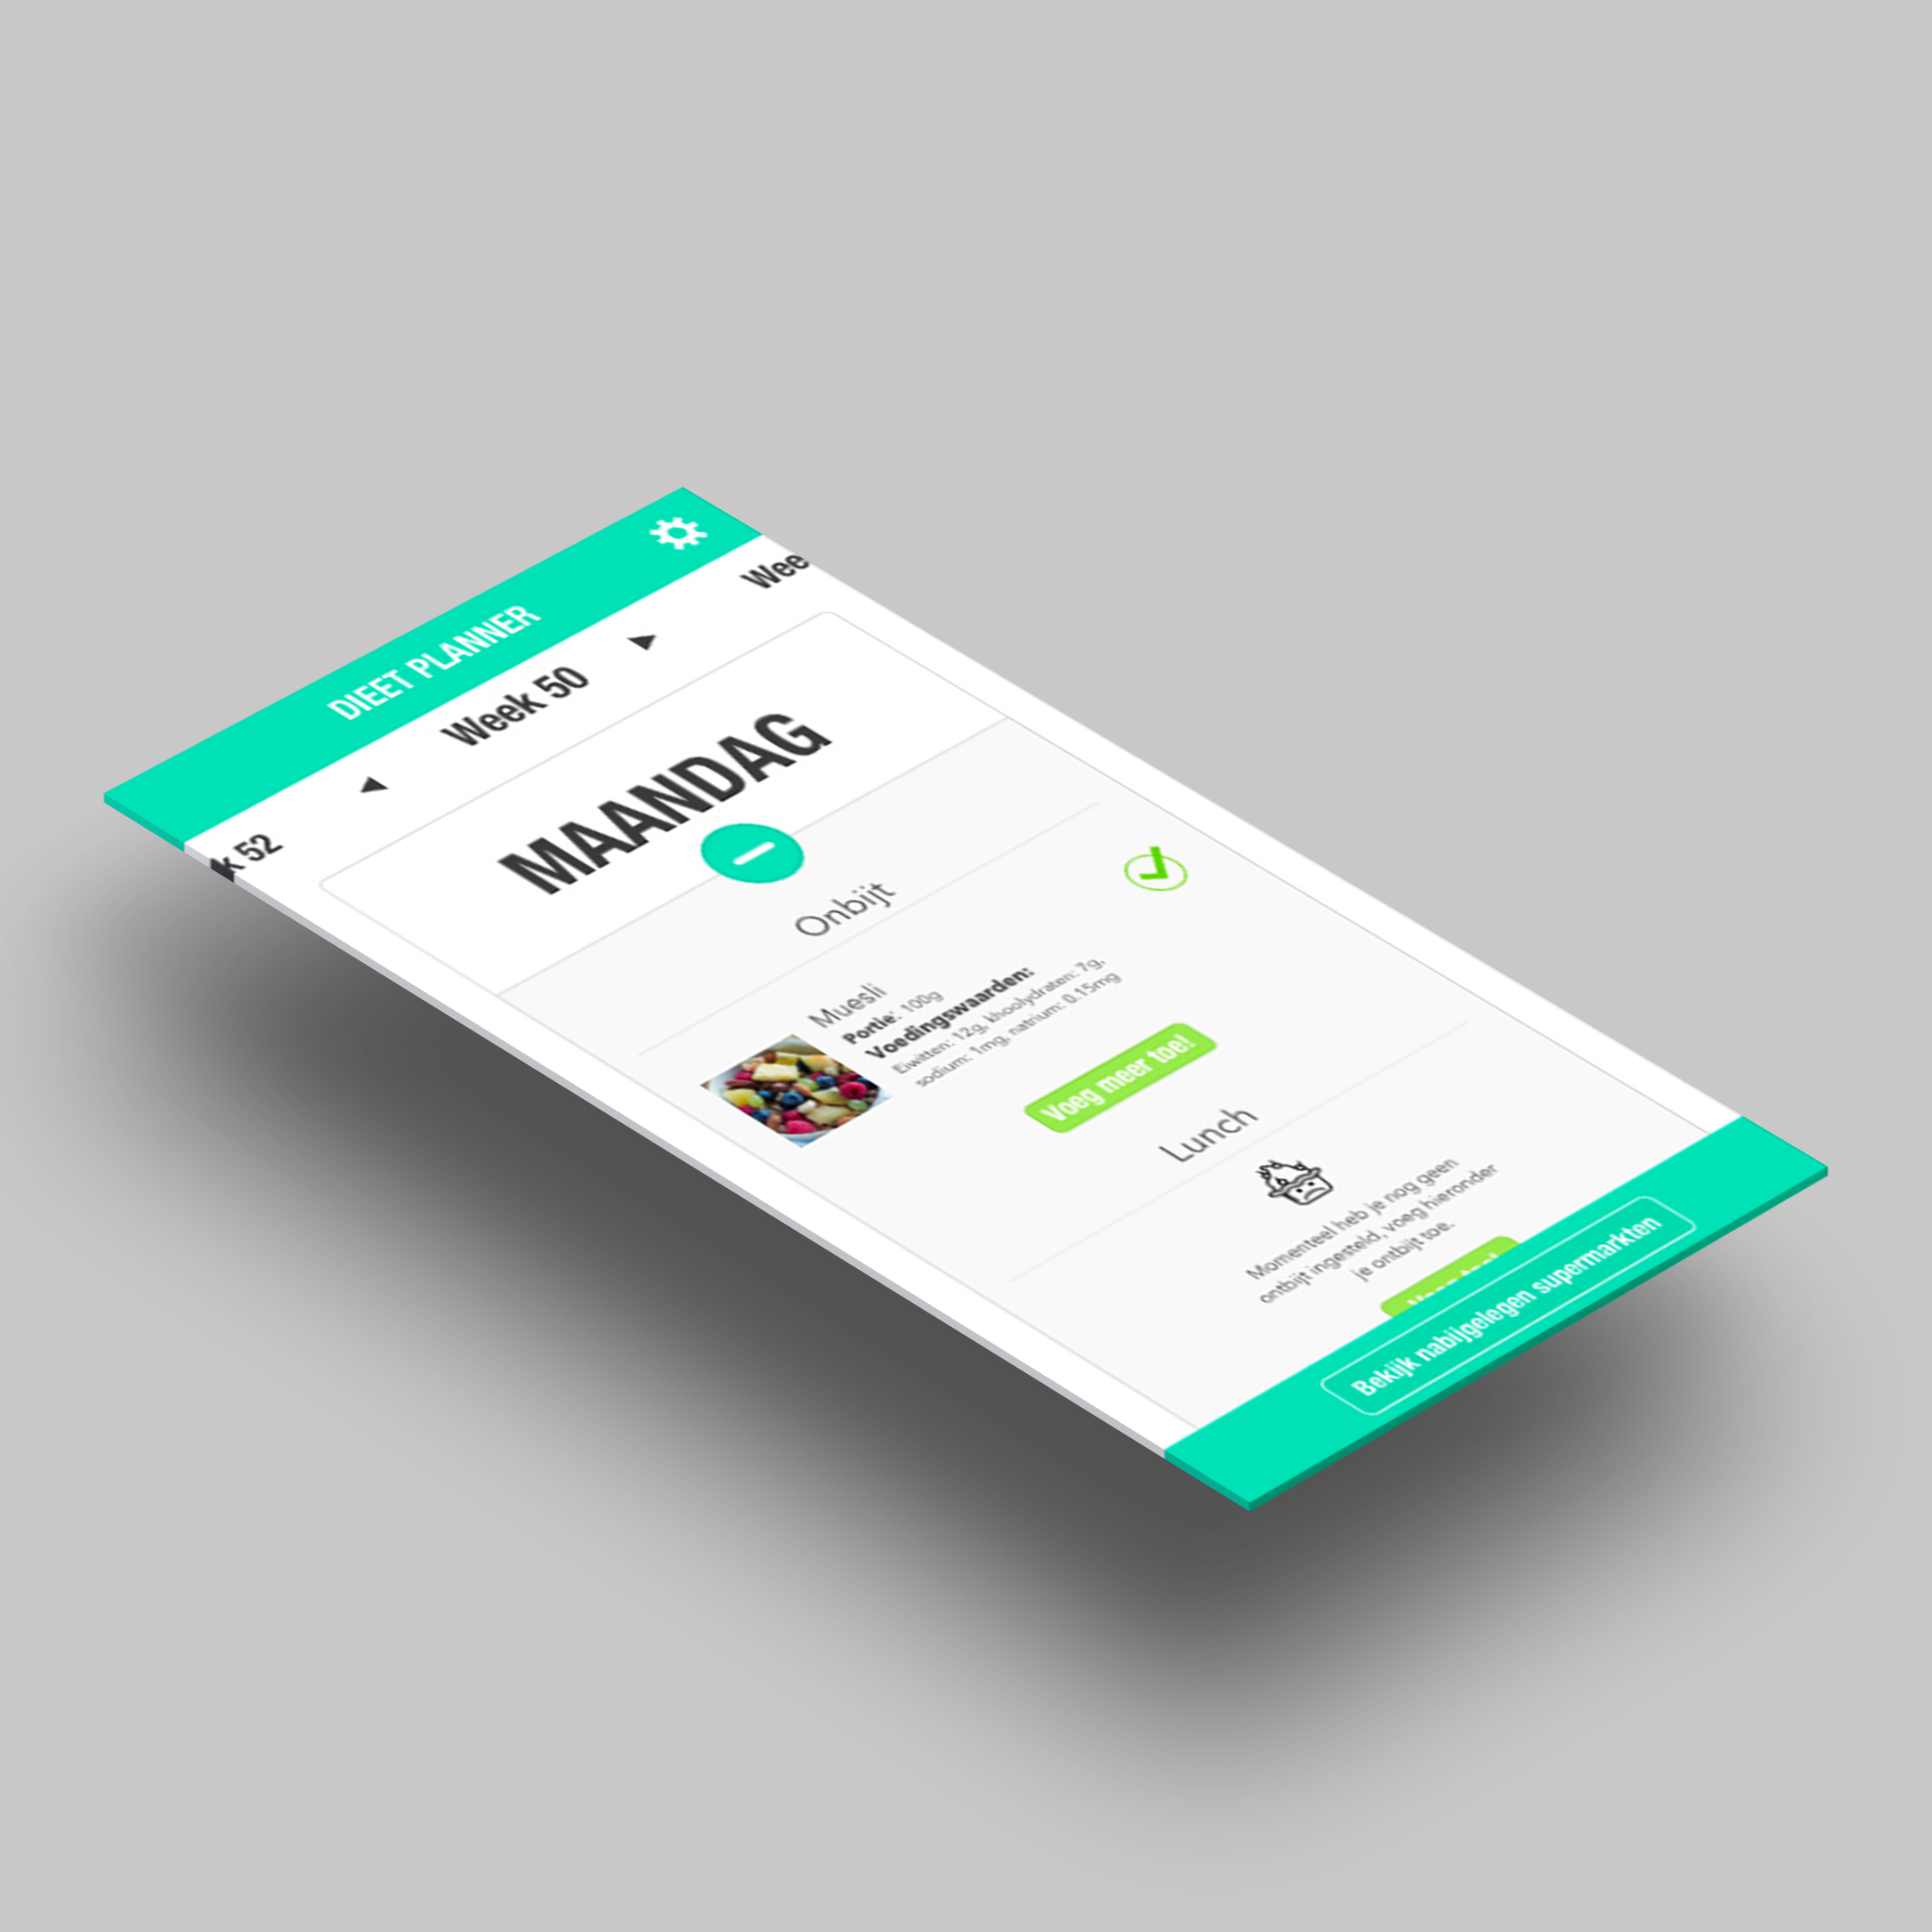 DIEET PLANNER
k 52
Week 50
Wee
MAANDAG
Onbijt
Muesli
Portie: 100g
Voedingswaarden:
Eiwitten: 12g, khoolydraten: 7g,
sodium: 1mg, natrium: 0.15mg
Voeg meer toe!
Lunch
Momenteel heb je nog geen
ontbijt ingesteld, voeg hieronder
je ontbijt toe.
Bekijk nabijgelegen supermarkten